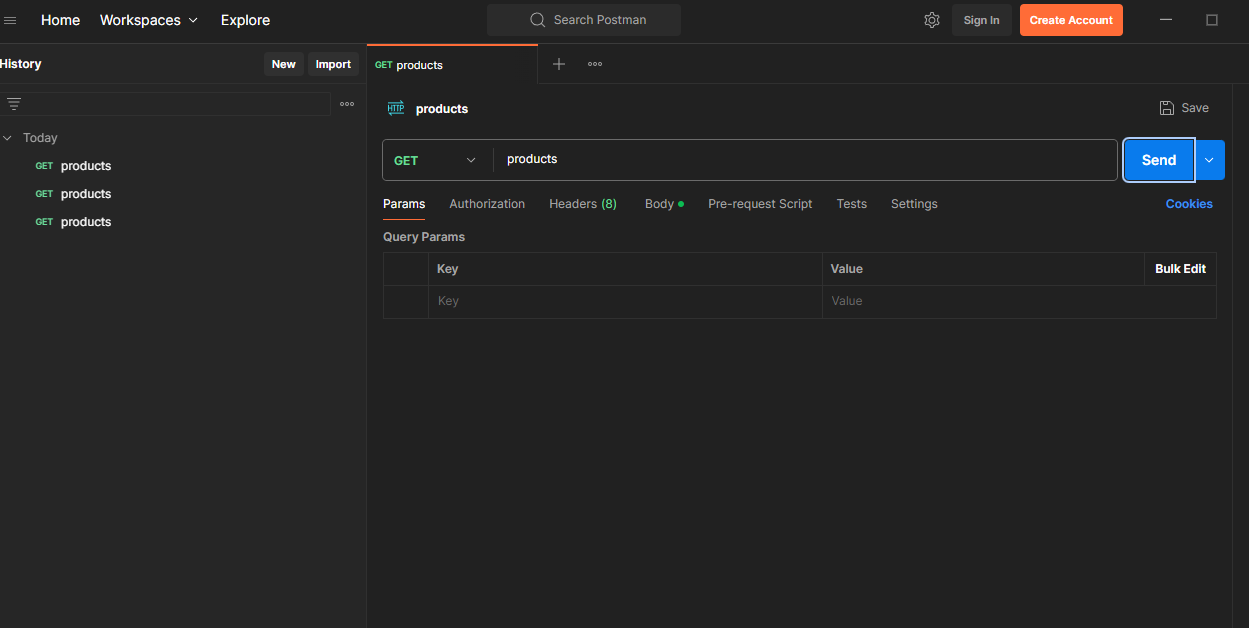 Home Workspaces Explore Search Postman Sign In Create Account
History New Import
GET products
HTTP products Save
Today
GET products
GET products
GET products
GET products Send
Params Authorization Headers (8) Body Pre-request Script Tests Settings Cookies
Query Params
Key Value Bulk Edit
Key Value